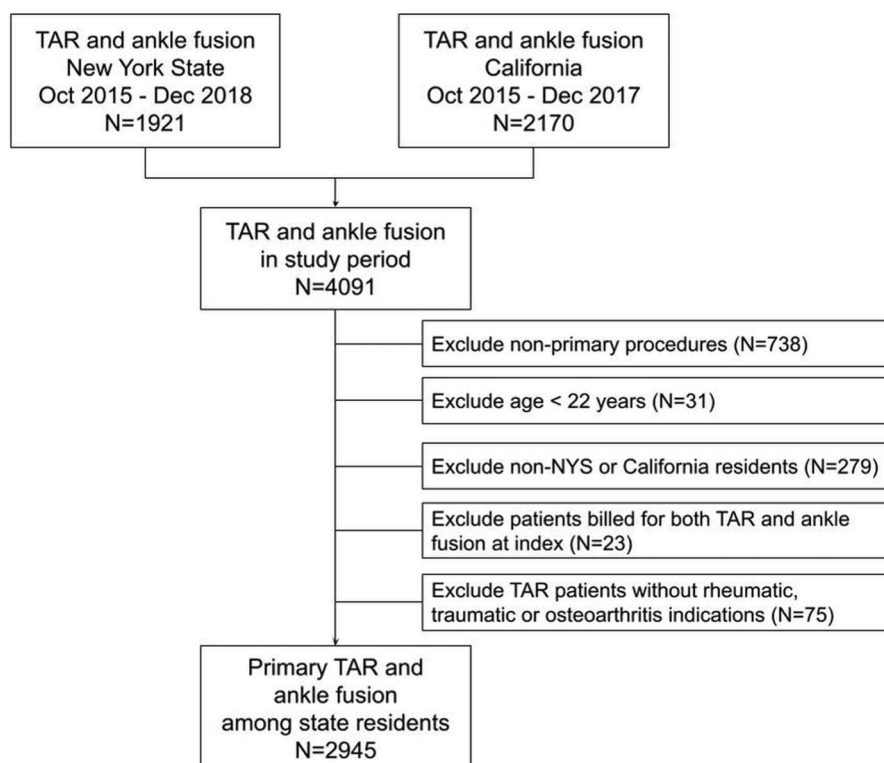 TAR and ankle fusion
New York State
Oct 2015 - Dec 2018
N=1921
TAR and ankle fusion
California
Oct 2015 - Dec 2017
N=2170
TAR and ankle fusion
in study period
N=4091
Exclude non-primary procedures (N=738)
Exclude age < 22 years (N=31)
Exclude non-NYS or California residents (N=279)
Exclude patients billed for both TAR and ankle
fusion at index (N=23)
Exclude TAR patients without rheumatic,
traumatic or osteoarthritis indications (N=75)
Primary TAR and
ankle fusion
among state residents
N=2945